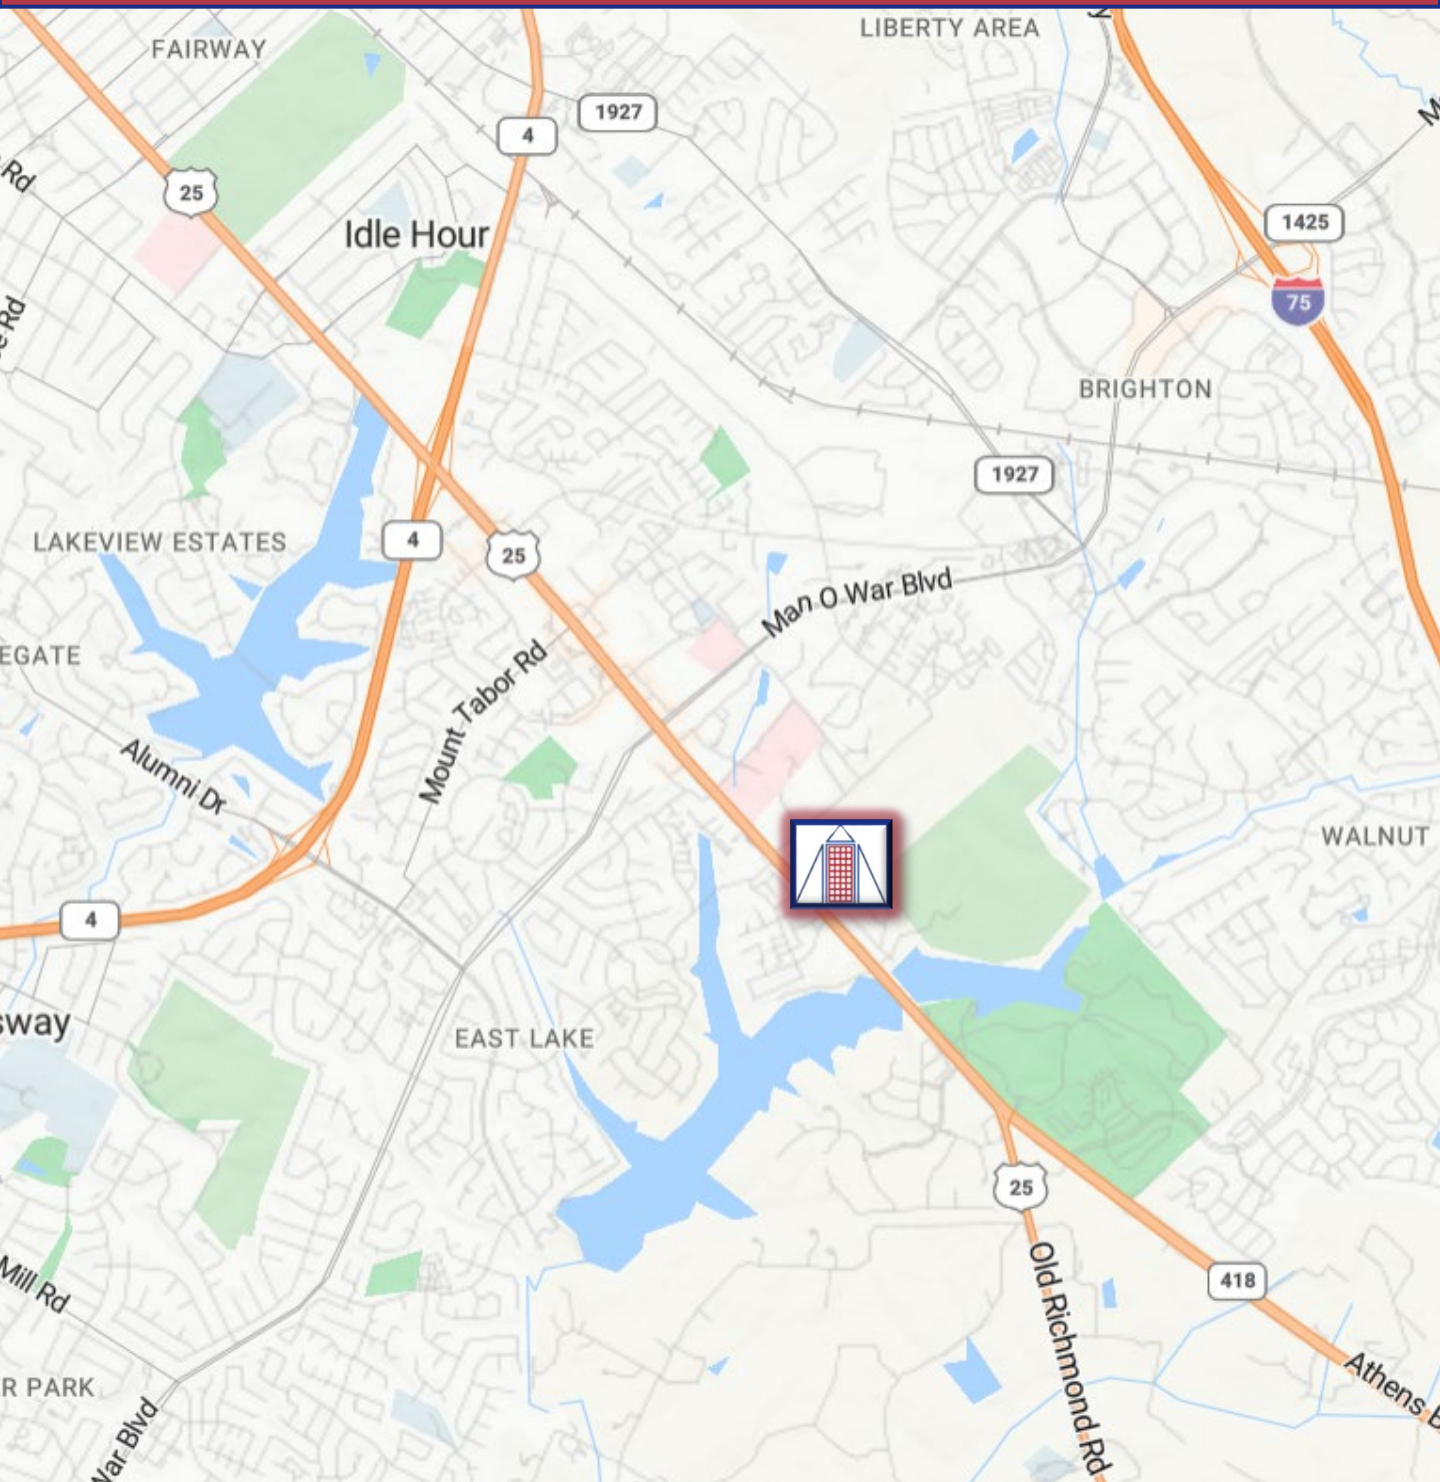 LIBERTY AREA
FAIRWAY
1927
4
Rd
25
1425
Idle Hour
75
Rd
BRIGHTON
1927
4
LAKEVIEW ESTATES
25
Man O War Blvd
EGATE
Mount Tabor Rd
Alumni Dr
WALNUT
4
sway
EAST LAKE
25
418
Old Richmond Rd
Mill Rd
Athens
R PARK
War Blvd